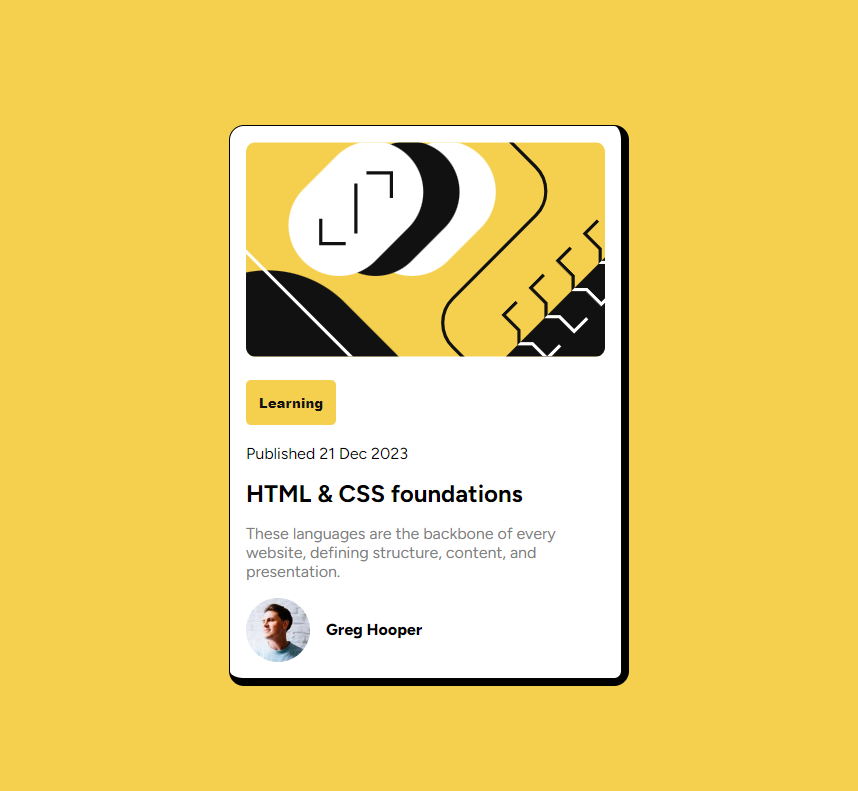 Learning
Published 21 Dec 2023
HTML & CSS foundations
These languages are the backbone of every
website, defining structure, content, and
presentation.
Greg Hooper